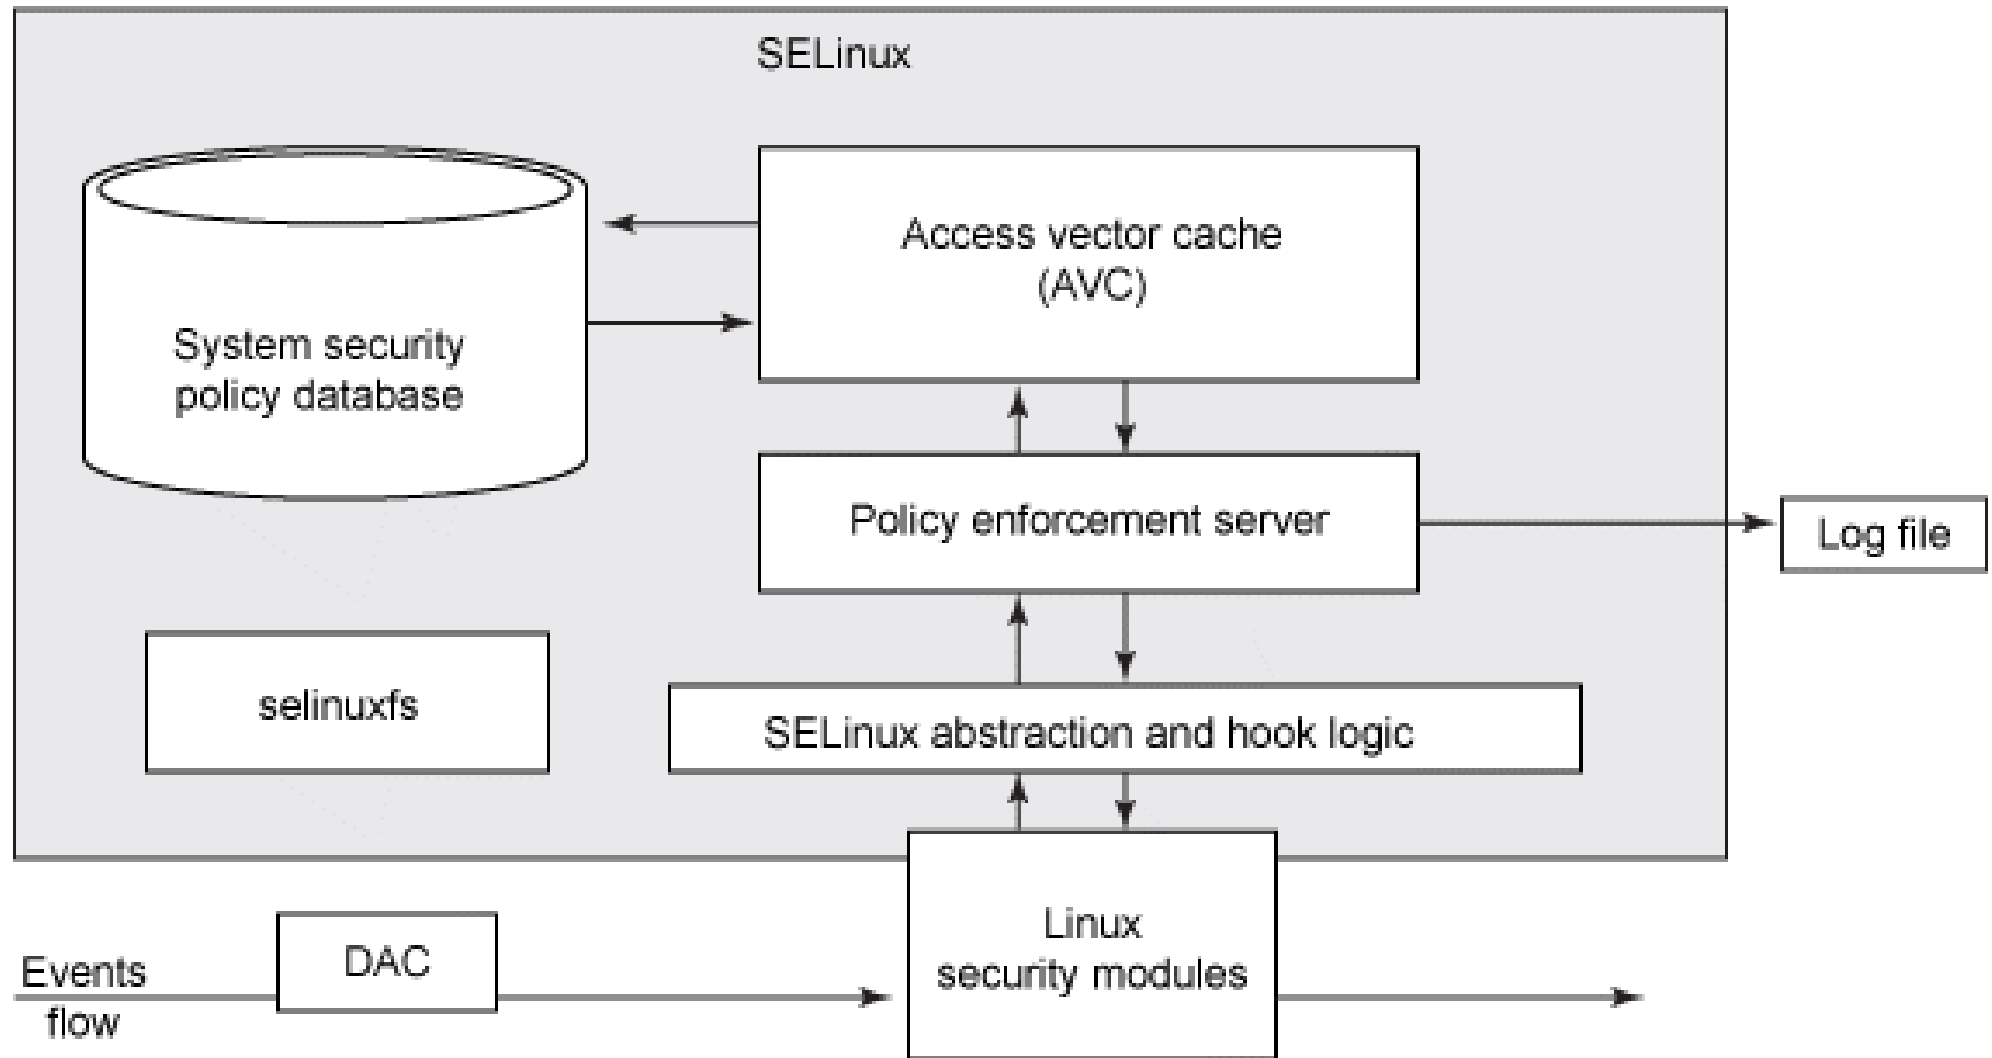 SELinux
Access vector cache
(AVC)
System security
policy database
Policy enforcement server
Log file
selinuxfs
SELinux abstraction and hook logic
Linux
security modules
DAC
Events
flow